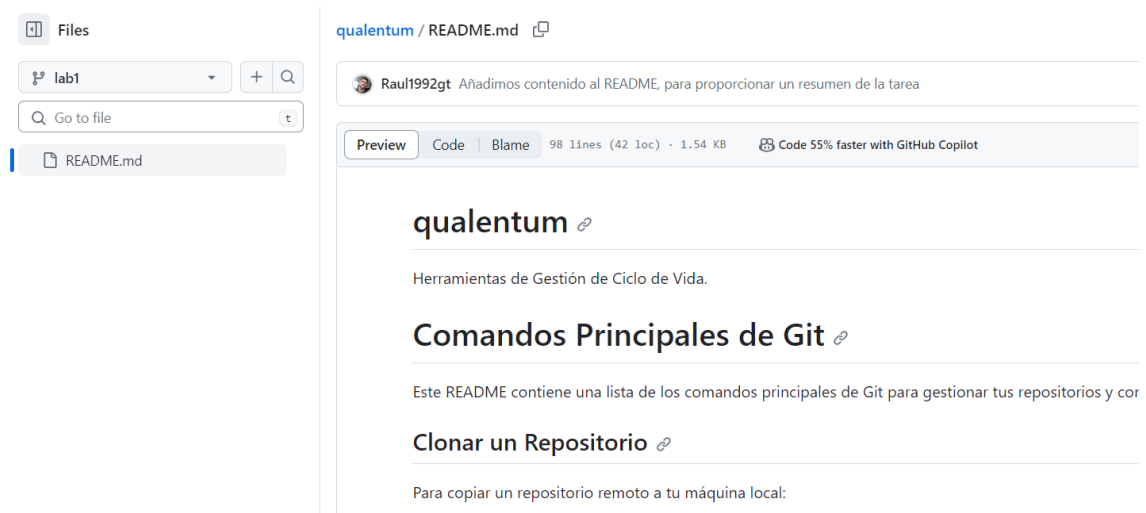 Files
lab1
Go to file
t
README.md
qualentum / README.md
Raul1992gt Añadimos contenido al README, para proporcionar un resumen de la tarea
Preview Code Blame 98 lines (42 loc) · 1.54 KB Code 55% faster with GitHub Copilot
qualentum
Herramientas de Gestión de Ciclo de Vida.
Comandos Principales de Git
Este README contiene una lista de los comandos principales de Git para gestionar tus repositorios y
Clonar un Repositorio
Para copiar un repositorio remoto a tu máquina local: